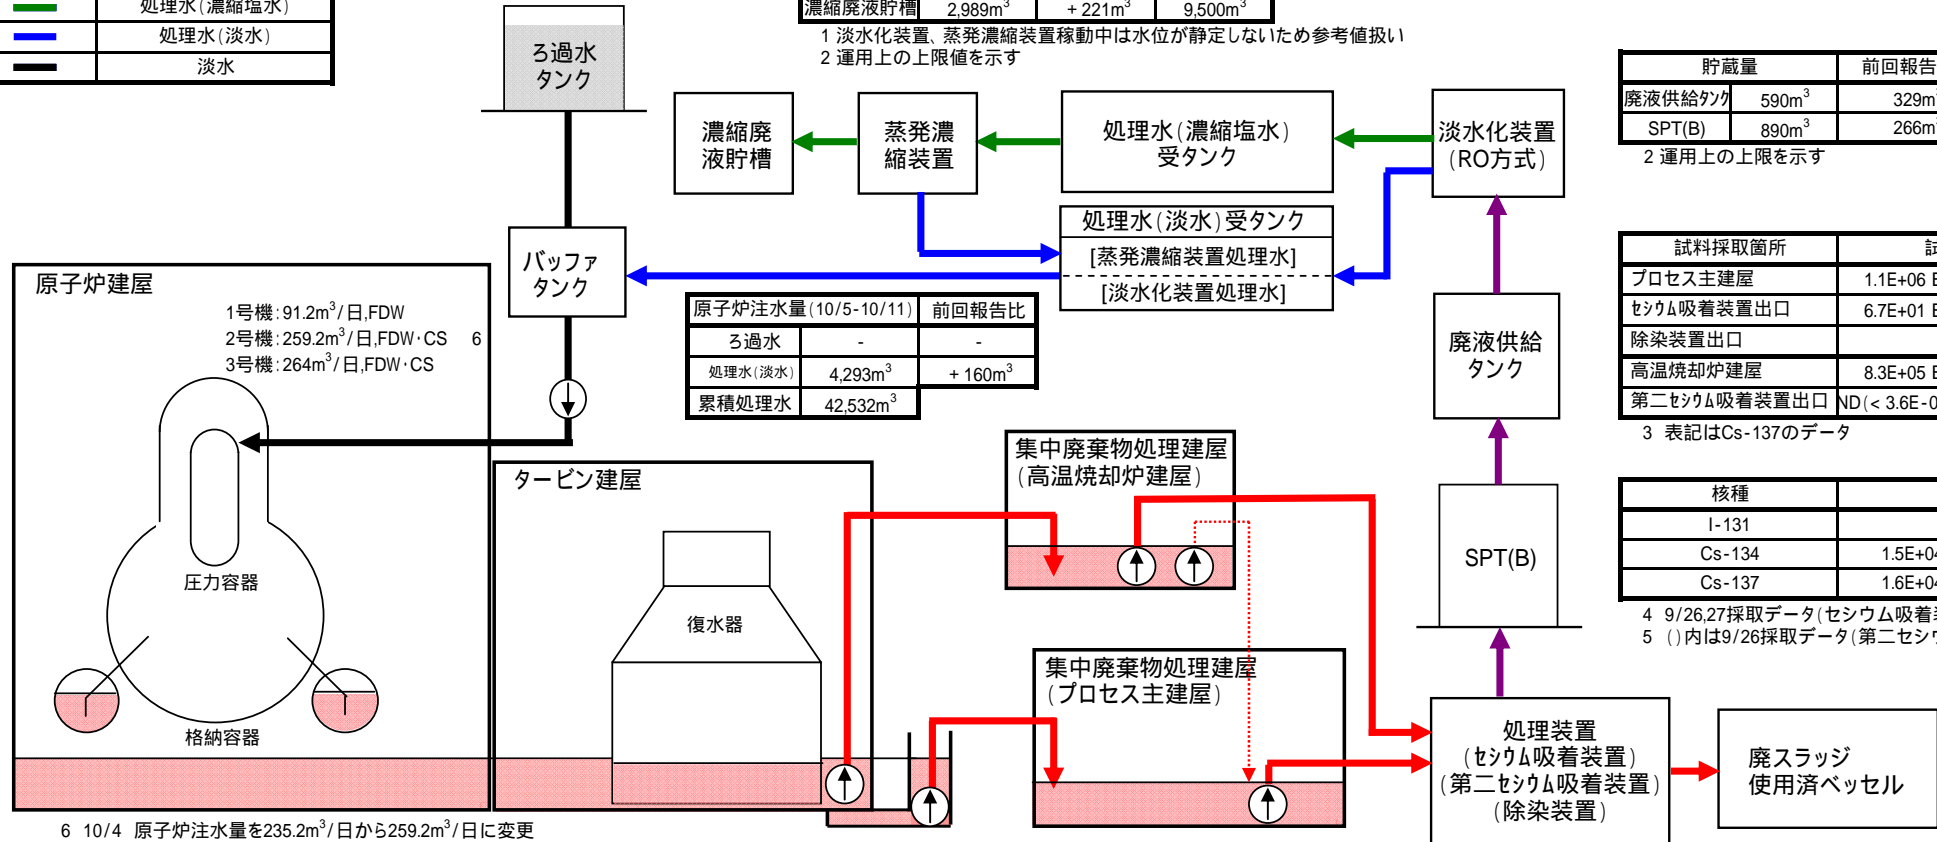 処理水(濃縮塩水)
処理水(淡水)
淡水
濃縮廃液貯槽 2,989m³ + 221m³ 9,500m³
1 淡水化装置、蒸発濃縮装置稼動中は水位が静定しないため参考値扱い
2 運用上の上限値を示す
ろ過水
タンク
濃縮廃
液貯槽
蒸発濃
縮装置
処理水(濃縮塩水)
受タンク
淡水化装置
(RO方式)
貯蔵量 前回報告
廃液供給タンク 590m³ 329m
SPT(B) 890m³ 266m
2 運用上の上限を示す
処理水(淡水)受タンク
[蒸発濃縮装置処理水]
[淡水化装置処理水]
バッファ
タンク
原子炉建屋
1号機:91.2m³/日,FDW
2号機:259.2m³/日,FDW・CS 6
3号機:264m³/日,FDW・CS
原子炉注水量(10/5-10/11) 前回報告比
ろ過水 - -
処理水(淡水) 4,293m³ + 160m³
累積処理水 42,532m³
廃液供給
タンク
試料採取箇所
プロセス主建屋 1.1E+06
セシウム吸着装置出口 6.7E+01
除染装置出口
高温焼却炉建屋 8.3E+05
第二セシウム吸着装置出口 ND(< 3.6E-0
3 表記はCs-137のデータ
核種
I-131
Cs-134 1.5E+04
Cs-137 1.6E+04
4 9/26,27採取データ(セシウム吸着
5 ()内は9/26採取データ(第二セシ
圧力容器
格納容器
タービン建屋
復水器
集中廃棄物処理建屋
(高温焼却炉建屋)
集中廃棄物処理建屋
(プロセス主建屋)
SPT(B)
処理装置
(セシウム吸着装置)
(第二セシウム吸着装置)
(除染装置)
廃スラッジ
使用済ベッセル
6 10/4 原子炉注水量を235.2m³/日から259.2m³/日に変更